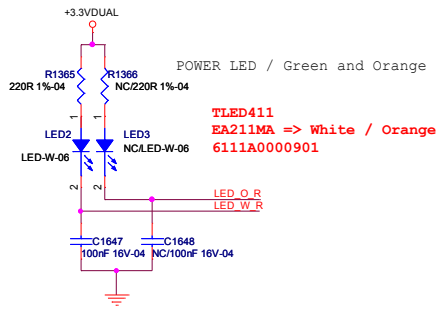 +3.3VDUAL
POWER LED / Green and Orange
R1365
220R 1%-04
R1366
NC/220R 1%-04
TLED411
EA211MA => White / Orange
6111A0000901
1
1
LED2
LED-W-06
LED3
NC/LED-W-06
2
2
LED_O_R
LED_W_R
C1647
100nF 16V-04
C1648
NC/100nF 16V-04